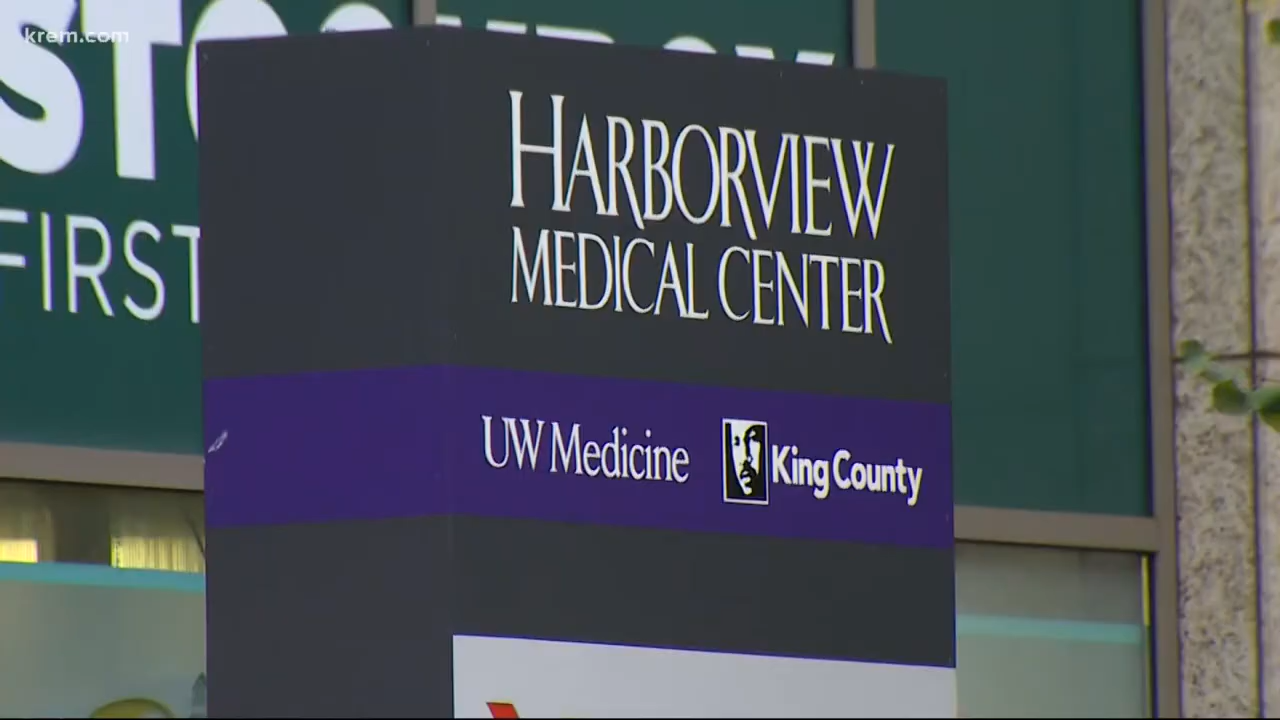 krem.com
FIRST
HARBORVIEW
MEDICAL CENTER
UW Medicine
King County